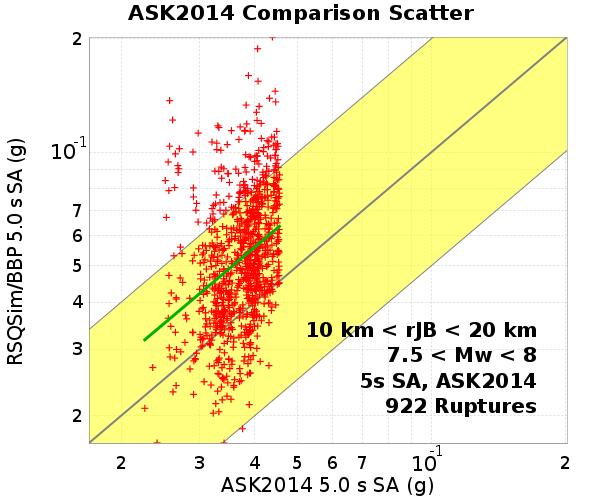 ASK2014 Comparison Scatter
2
10-1
7
6
5
4
3
2
RSQSim/BBP 5.0 s SA (g)
10 km < rJB < 20 km
7.5 < Mw < 8
5s SA, ASK2014
922 Ruptures
2 3 4 5 6 7 10-1 2
ASK2014 5.0 s SA (g)